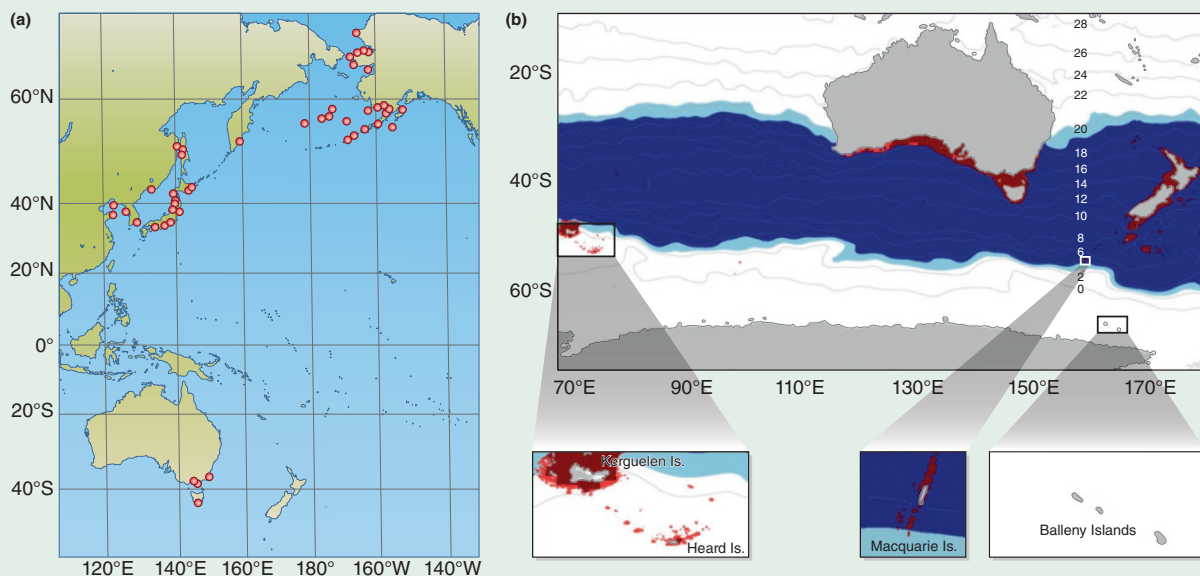 (a)
60°N
40°N
20°N
0°
20°S
40°S
120°E 140°E 160°E 180° 160°W 140°W
(b)
20°S
40°S
60°S
28
26
24
22
20
18
16
14
12
10
8
6
2
0
70°E 90°E 110°E 130°E 150°E 170°E
Kerguelen Is.
Heard Is.
Macquarie Is.
Balleny Islands